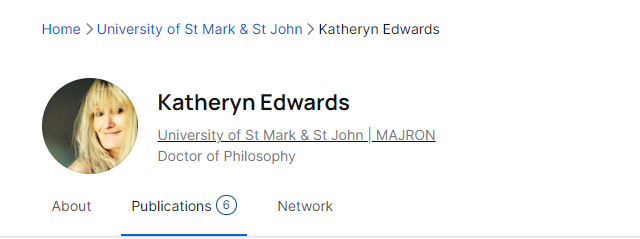 Home > University of St Mark & St John > Katheryn Edwards
Katheryn Edwards
University of St Mark & St John | MAJRON
Doctor of Philosophy
About Publications 6 Network